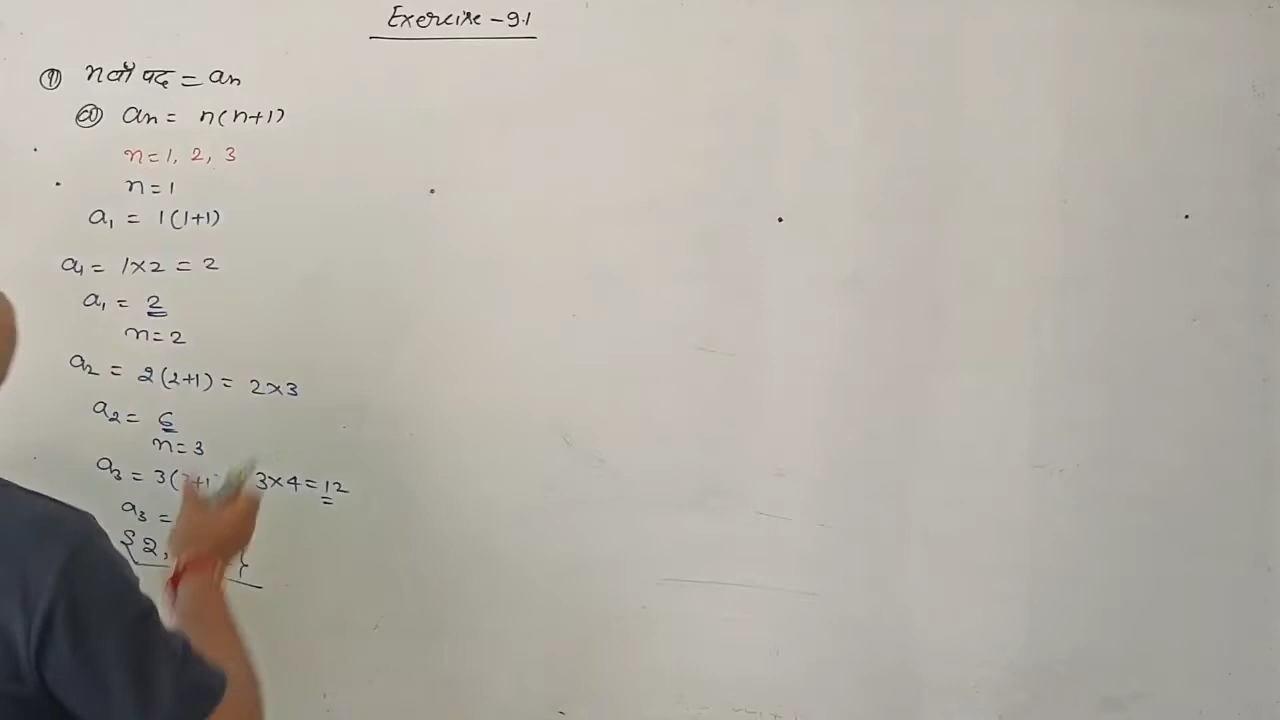 Exercise - 9.1
① nवाँ पद = an
an = n(n+1)
n = 1, 2, 3
n = 1
a1 = 1(1+1)
a1 = 1×2 = 2
a1 = 2
n = 2
a2 = 2(2+1) = 2×3
a2 = 6
n = 3
a3 = 3( 3×4 = 12
a3 =
{2, }